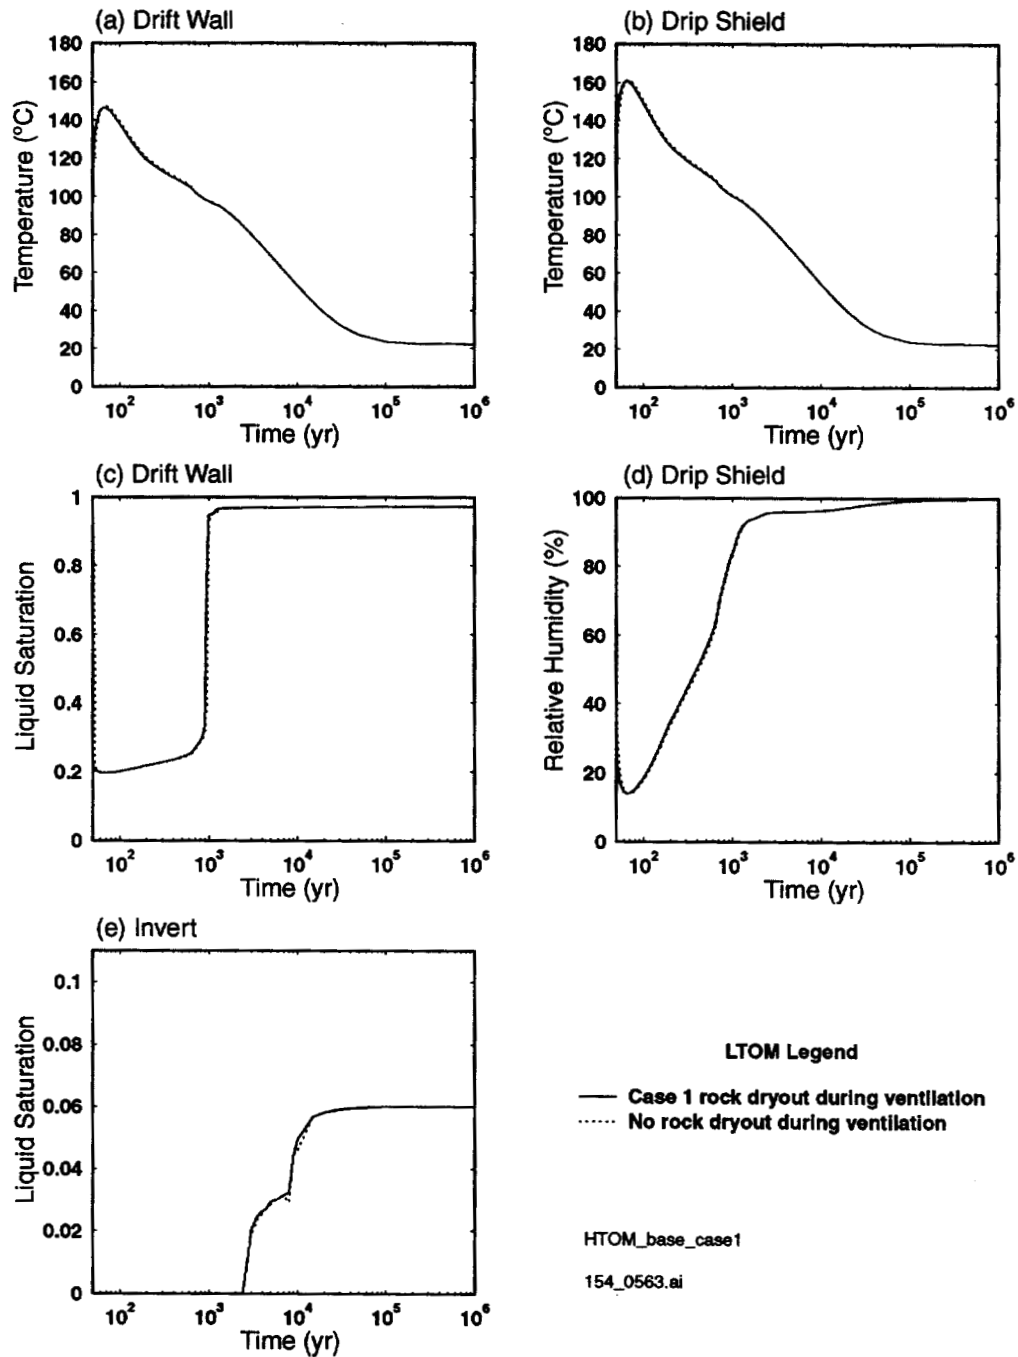 (a) Drift Wall
Temperature (ºC)
180
160
140
120
100
80
60
40
20
0
10² 10³ 10⁴ 10⁵ 10⁶
Time (yr)
(b) Drip Shield
Temperature (ºC)
180
160
140
120
100
80
60
40
20
0
10² 10³ 10⁴ 10⁵ 10⁶
Time (yr)
(c) Drift Wall
Liquid Saturation
1
0.8
0.6
0.4
0.2
0
10² 10³ 10⁴ 10⁵ 10⁶
Time (yr)
(d) Drip Shield
Relative Humidity (%)
100
80
60
40
20
0
10² 10³ 10⁴ 10⁵ 10⁶
Time (yr)
(e) Invert
Liquid Saturation
0.1
0.08
0.06
0.04
0.02
0
10² 10³ 10⁴ 10⁵ 10⁶
Time (yr)
LTOM Legend
Case 1 rock dryout during ventilation
No rock dryout during ventilation
HTOM_base_case1
154_0563.ai